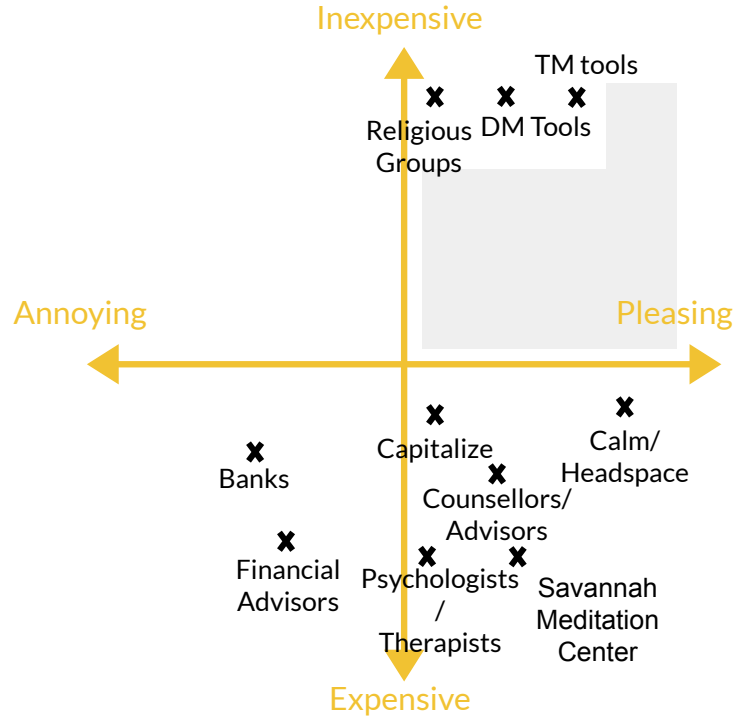 Inexpensive
TM tools
Religious
Groups
DM Tools
Annoying
Pleasing
Capitalize
Calm/
Headspace
Banks
Counsellors/
Advisors
Financial
Advisors
Psychologists
/
Therapists
Savannah
Meditation
Center
Expensive